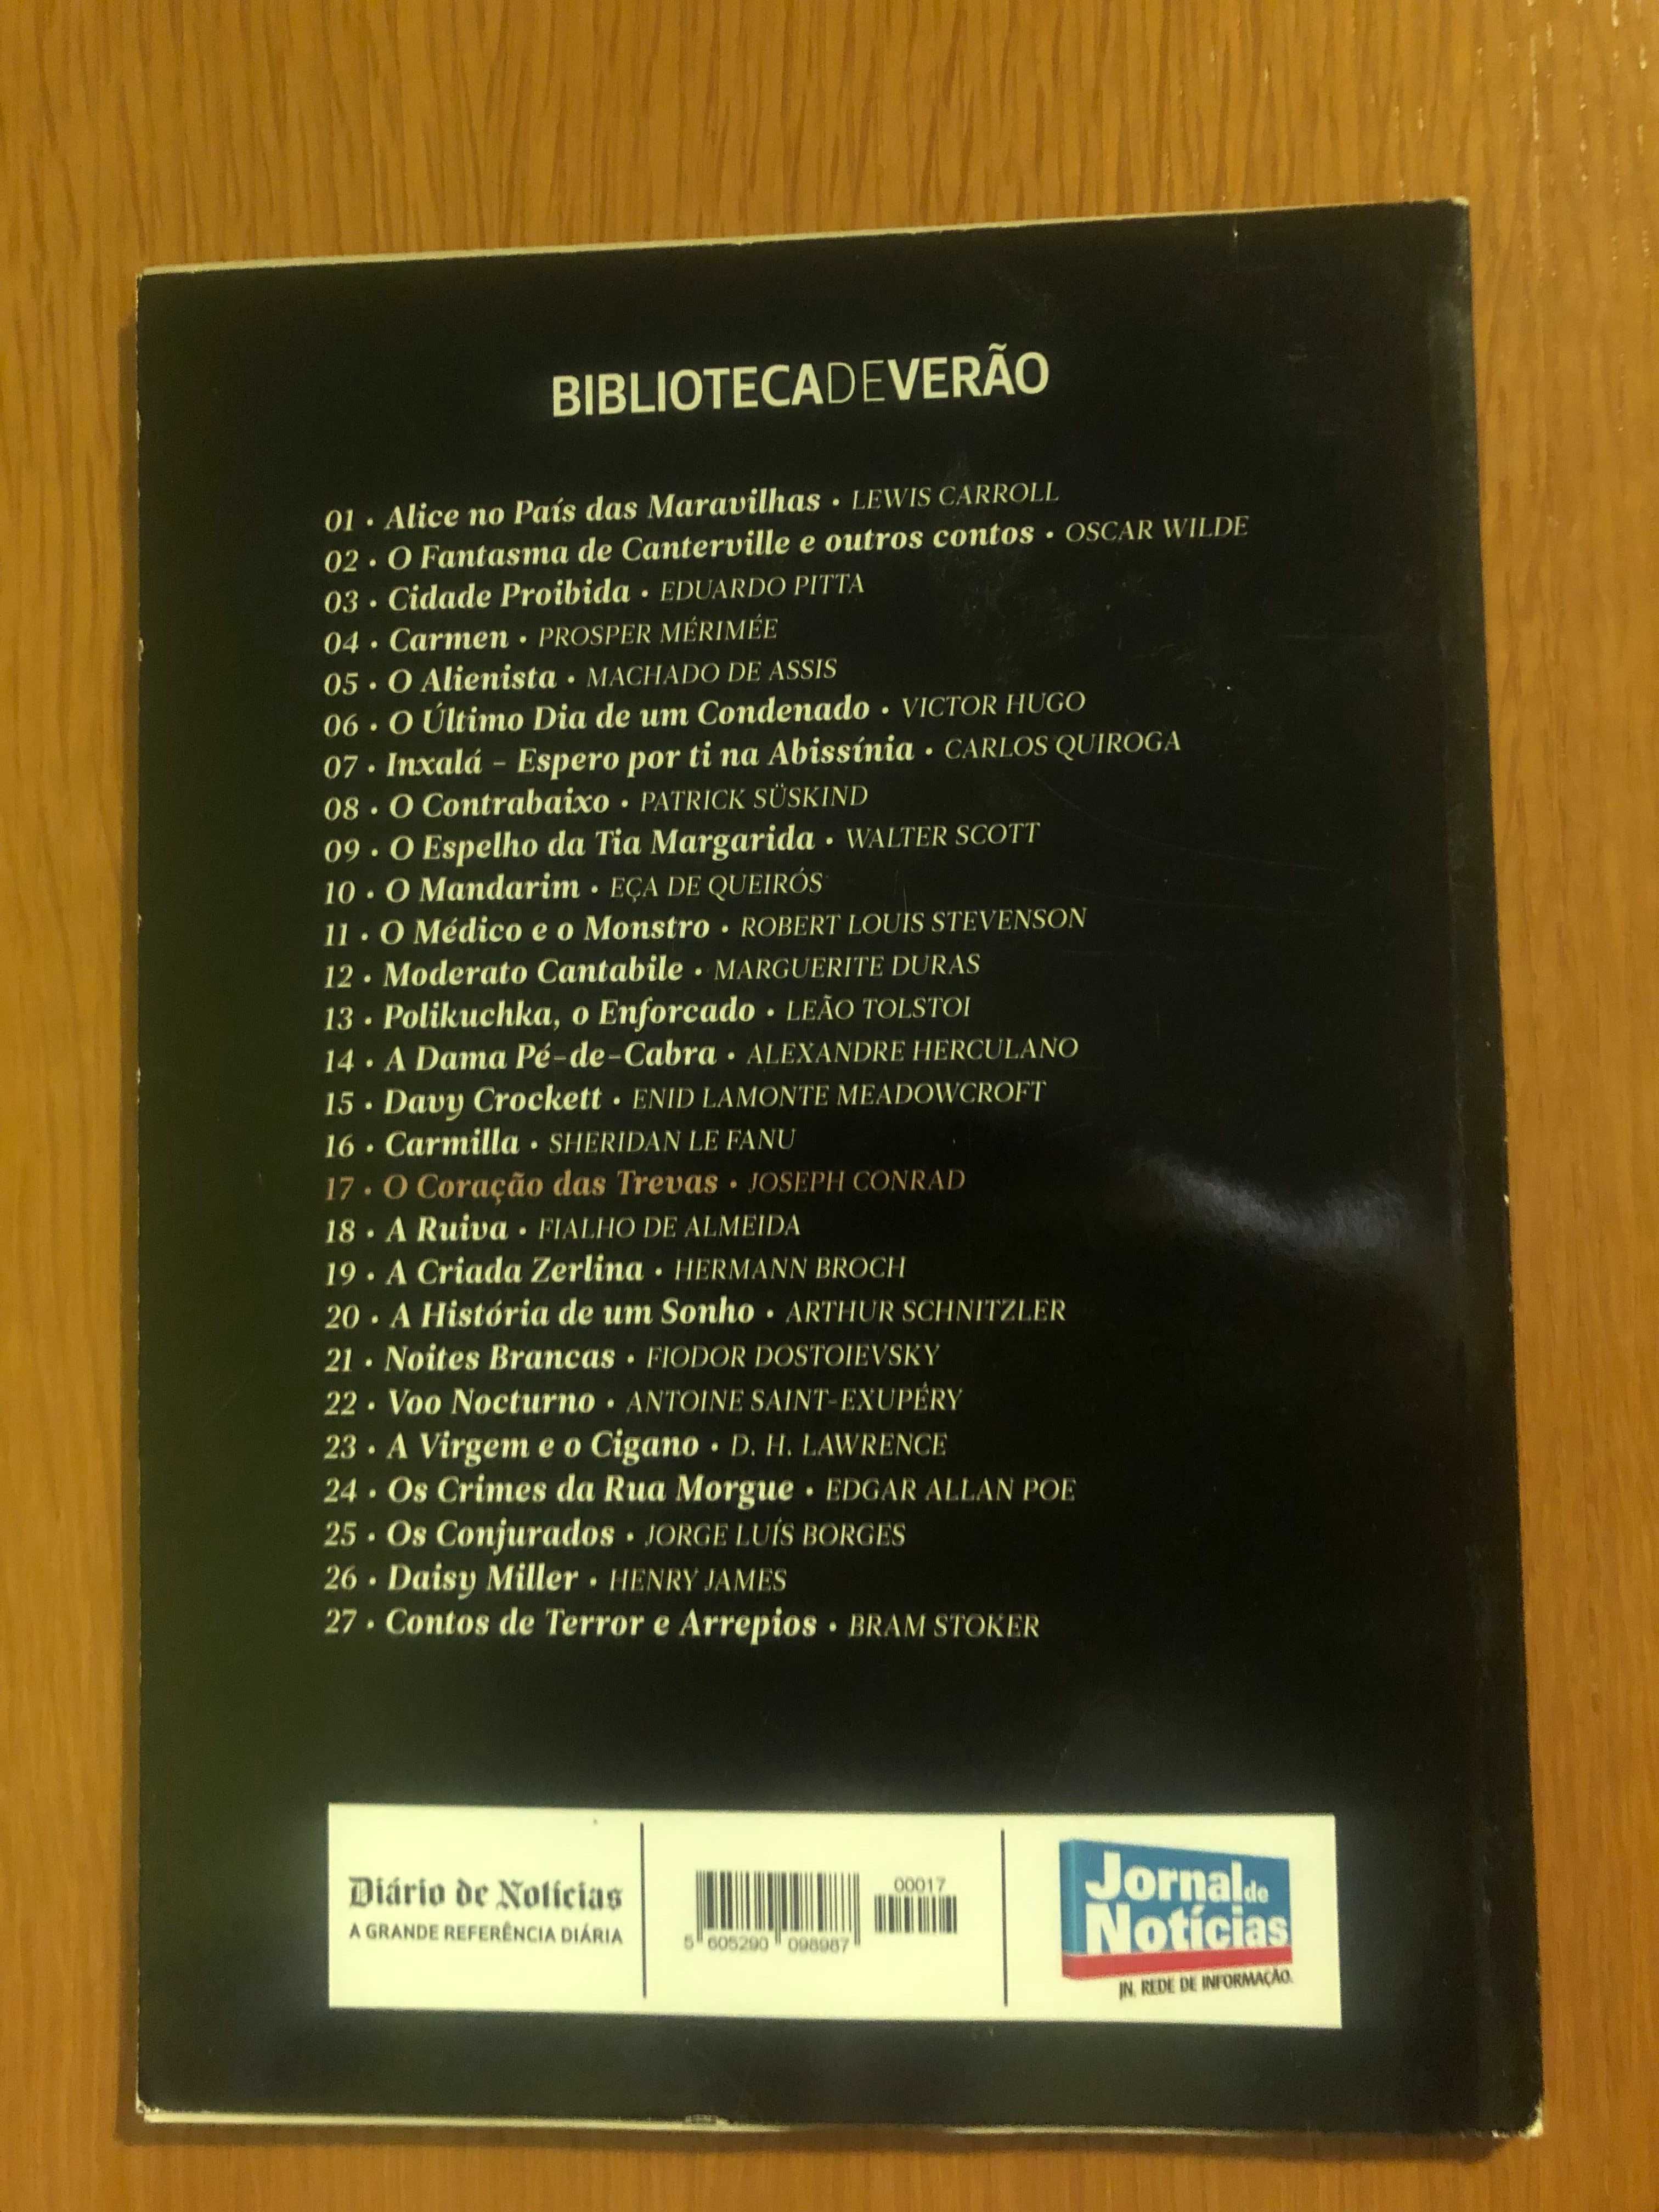 BIBLIOTECADEVERÃO
01 • Alice no País das Maravilhas • LEWIS CARROLL
02 • O Fantasma de Canterville e outros contos • OSCAR WILDE
03 • Cidade Proibida • EDUARDO PITTA
04 • Carmen • PROSPER MÉRIMÉE
05 • O Alienista • MACHADO DE ASSIS
06 • O Último Dia de um Condenado • VICTOR HUGO
07 • Inxalá - Espero por ti na Abissínia • CARLOS QUIROGA
08 • O Contrabaixo • PATRICK SÜSKIND
09 • O Espelho da Tia Margarida • WALTER SCOTT
10 • O Mandarim • EÇA DE QUEIRÓS
11 • O Médico e o Monstro • ROBERT LOUIS STEVENSON
12 • Moderato Cantabile • MARGUERITE DURAS
13 • Polikuchka, o Enforcado • LEÃO TOLSTOI
14 • A Dama Pé-de-Cabra • ALEXANDRE HERCULANO
15 • Davy Crockett • ENID LAMONTE MEADOWCROFT
16 • Carmilla • SHERIDAN LE FANU
17 • O Coração das Trevas • JOSEPH CONRAD
18 • A Ruiva • FIALHO DE ALMEIDA
19 • A Criada Zerlina • HERMANN BROCH
20 • A História de um Sonho • ARTHUR SCHNITZLER
21 • Noites Brancas • FIODOR DOSTOIEVSKY
22 • Voo Nocturno • ANTOINE SAINT-EXUPÉRY
23 • A Virgem e o Cigano • D. H. LAWRENCE
24 • Os Crimes da Rua Morgue • EDGAR ALLAN POE
25 • Os Conjurados • JORGE LUÍS BORGES
26 • Daisy Miller • HENRY JAMES
27 • Contos de Terror e Arrepios • BRAM STOKER
Diário de Notícias
A GRANDE REFERÊNCIA DIÁRIA
00017
5 605290 098987
Jornal de
Notícias
JN. REDE DE INFORMAÇÃO.